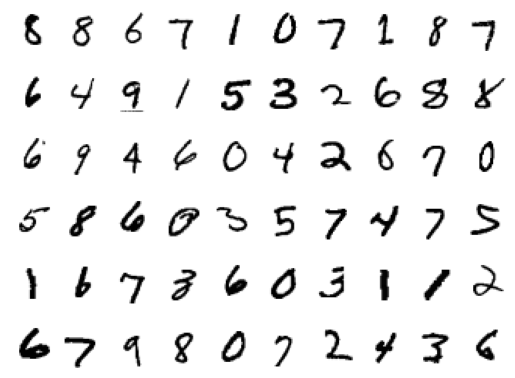 8 8 6 7 1 0 7 1 8 7
6 4 9 1 5 3 2 6 8 8
6 9 4 6 0 4 2 6 7 0
5 8 6 0 3 5 7 4 7 5
1 6 7 3 6 0 3 1 1 2
6 7 9 8 0 7 2 4 3 6